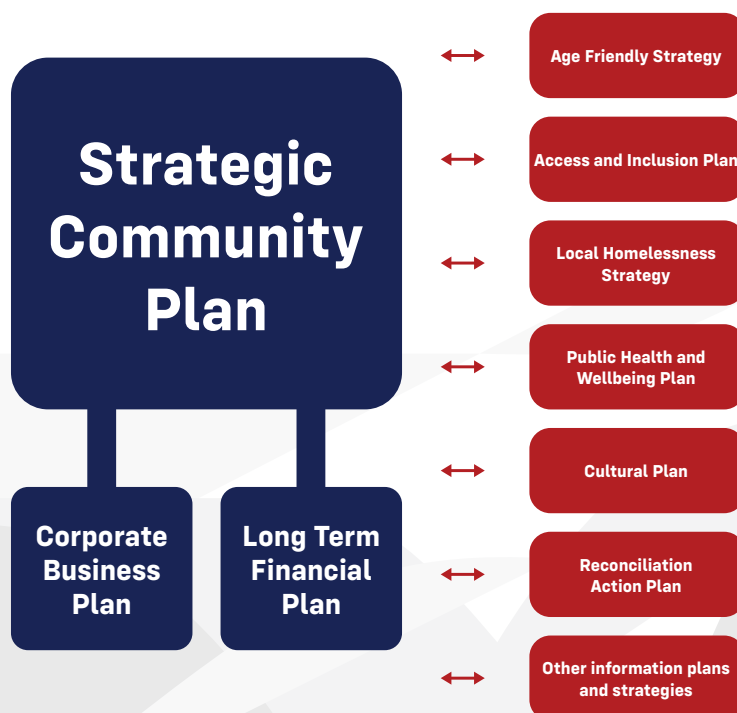 Strategic
Community
Plan
Corporate
Business
Plan
Long Term
Financial
Plan
Age Friendly Strategy
Access and Inclusion Plan
Local Homelessness
Strategy
Public Health and
Wellbeing Plan
Cultural Plan
Reconciliation
Action Plan
Other information plans
and strategies